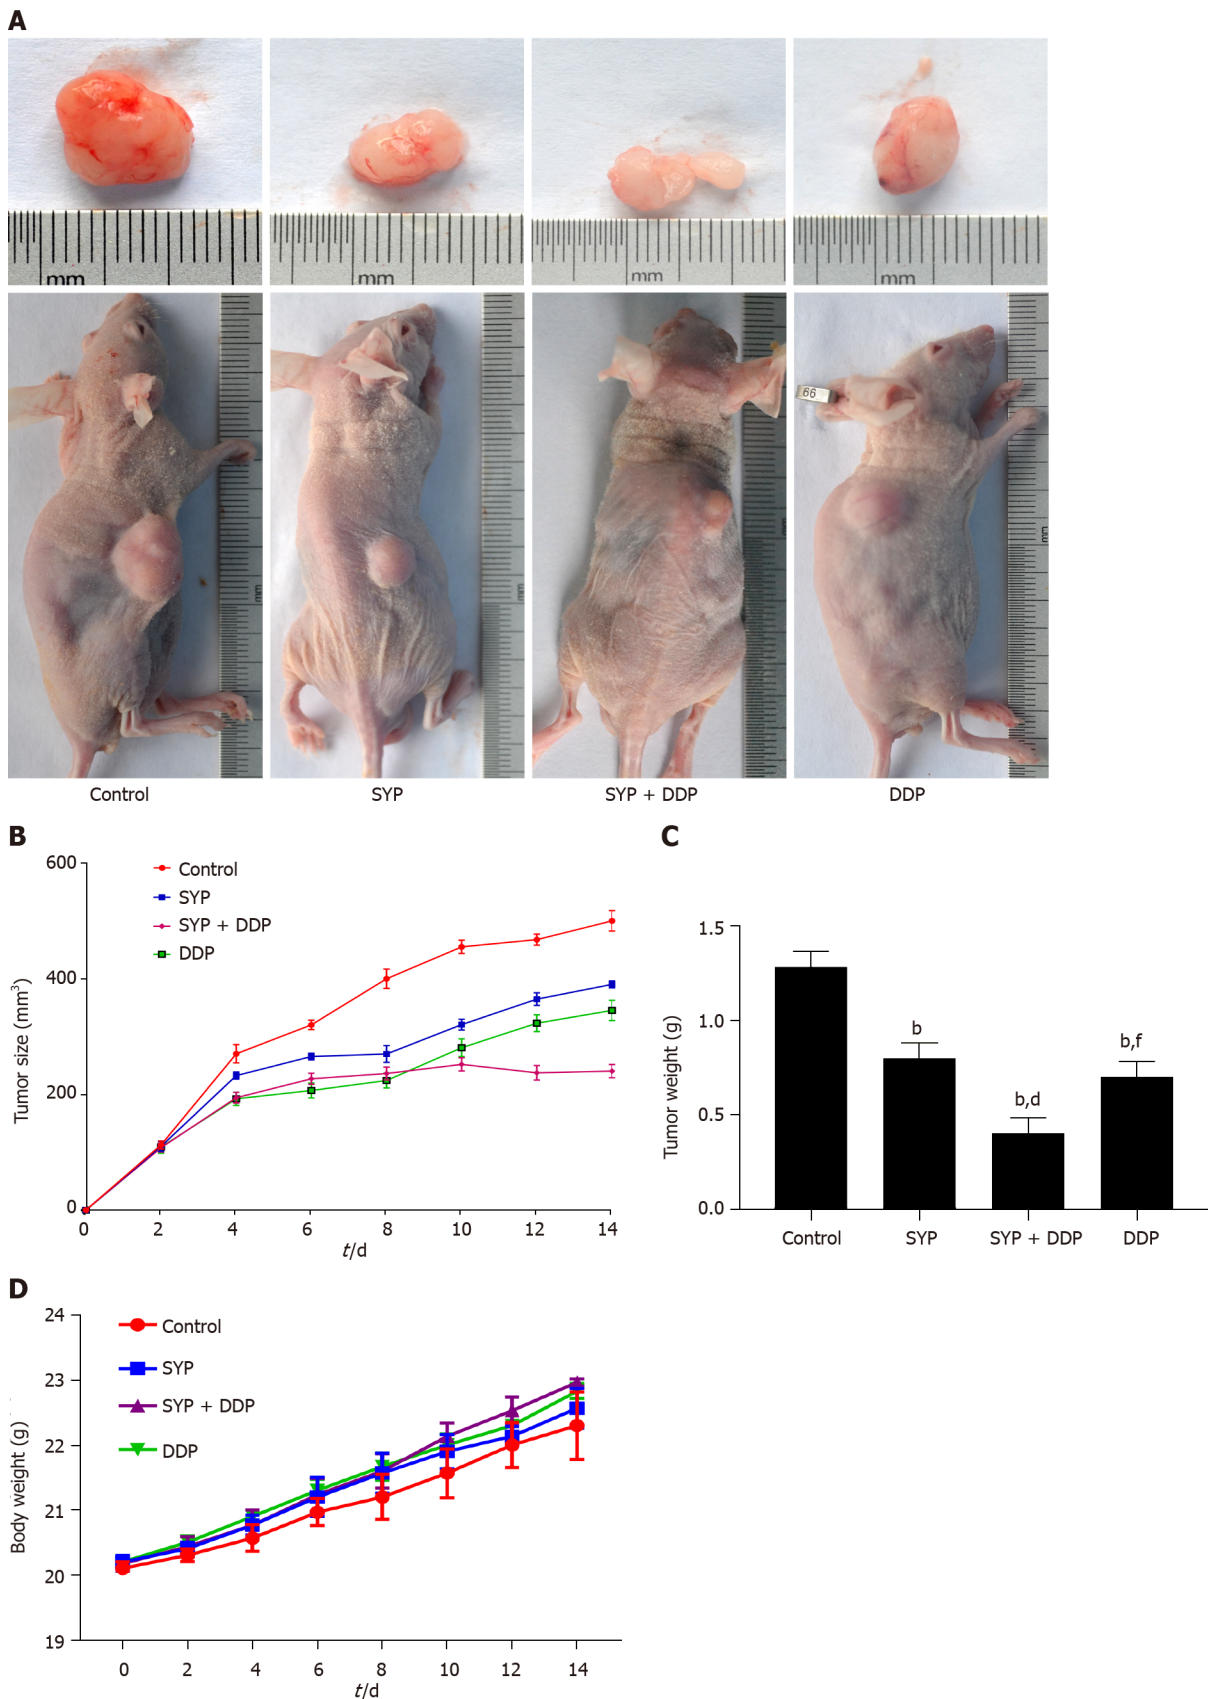 A
mm
mm
mm
mm
66
mm
mm
mm
Control
SYP
SYP + DDP
DDP
B
600
400
200
0
Tumor size (mm³)
Control
SYP
SYP + DDP
DDP
0
2
4
6
8
10
12
14
t/d
C
1.5
1.0
0.5
0.0
Tumor weight (g)
b
b,d
b,f
Control
SYP
SYP + DDP
DDP
D
24
23
22
21
20
19
Body weight (g)
Control
SYP
SYP + DDP
DDP
0
2
4
6
8
10
12
14
t/d